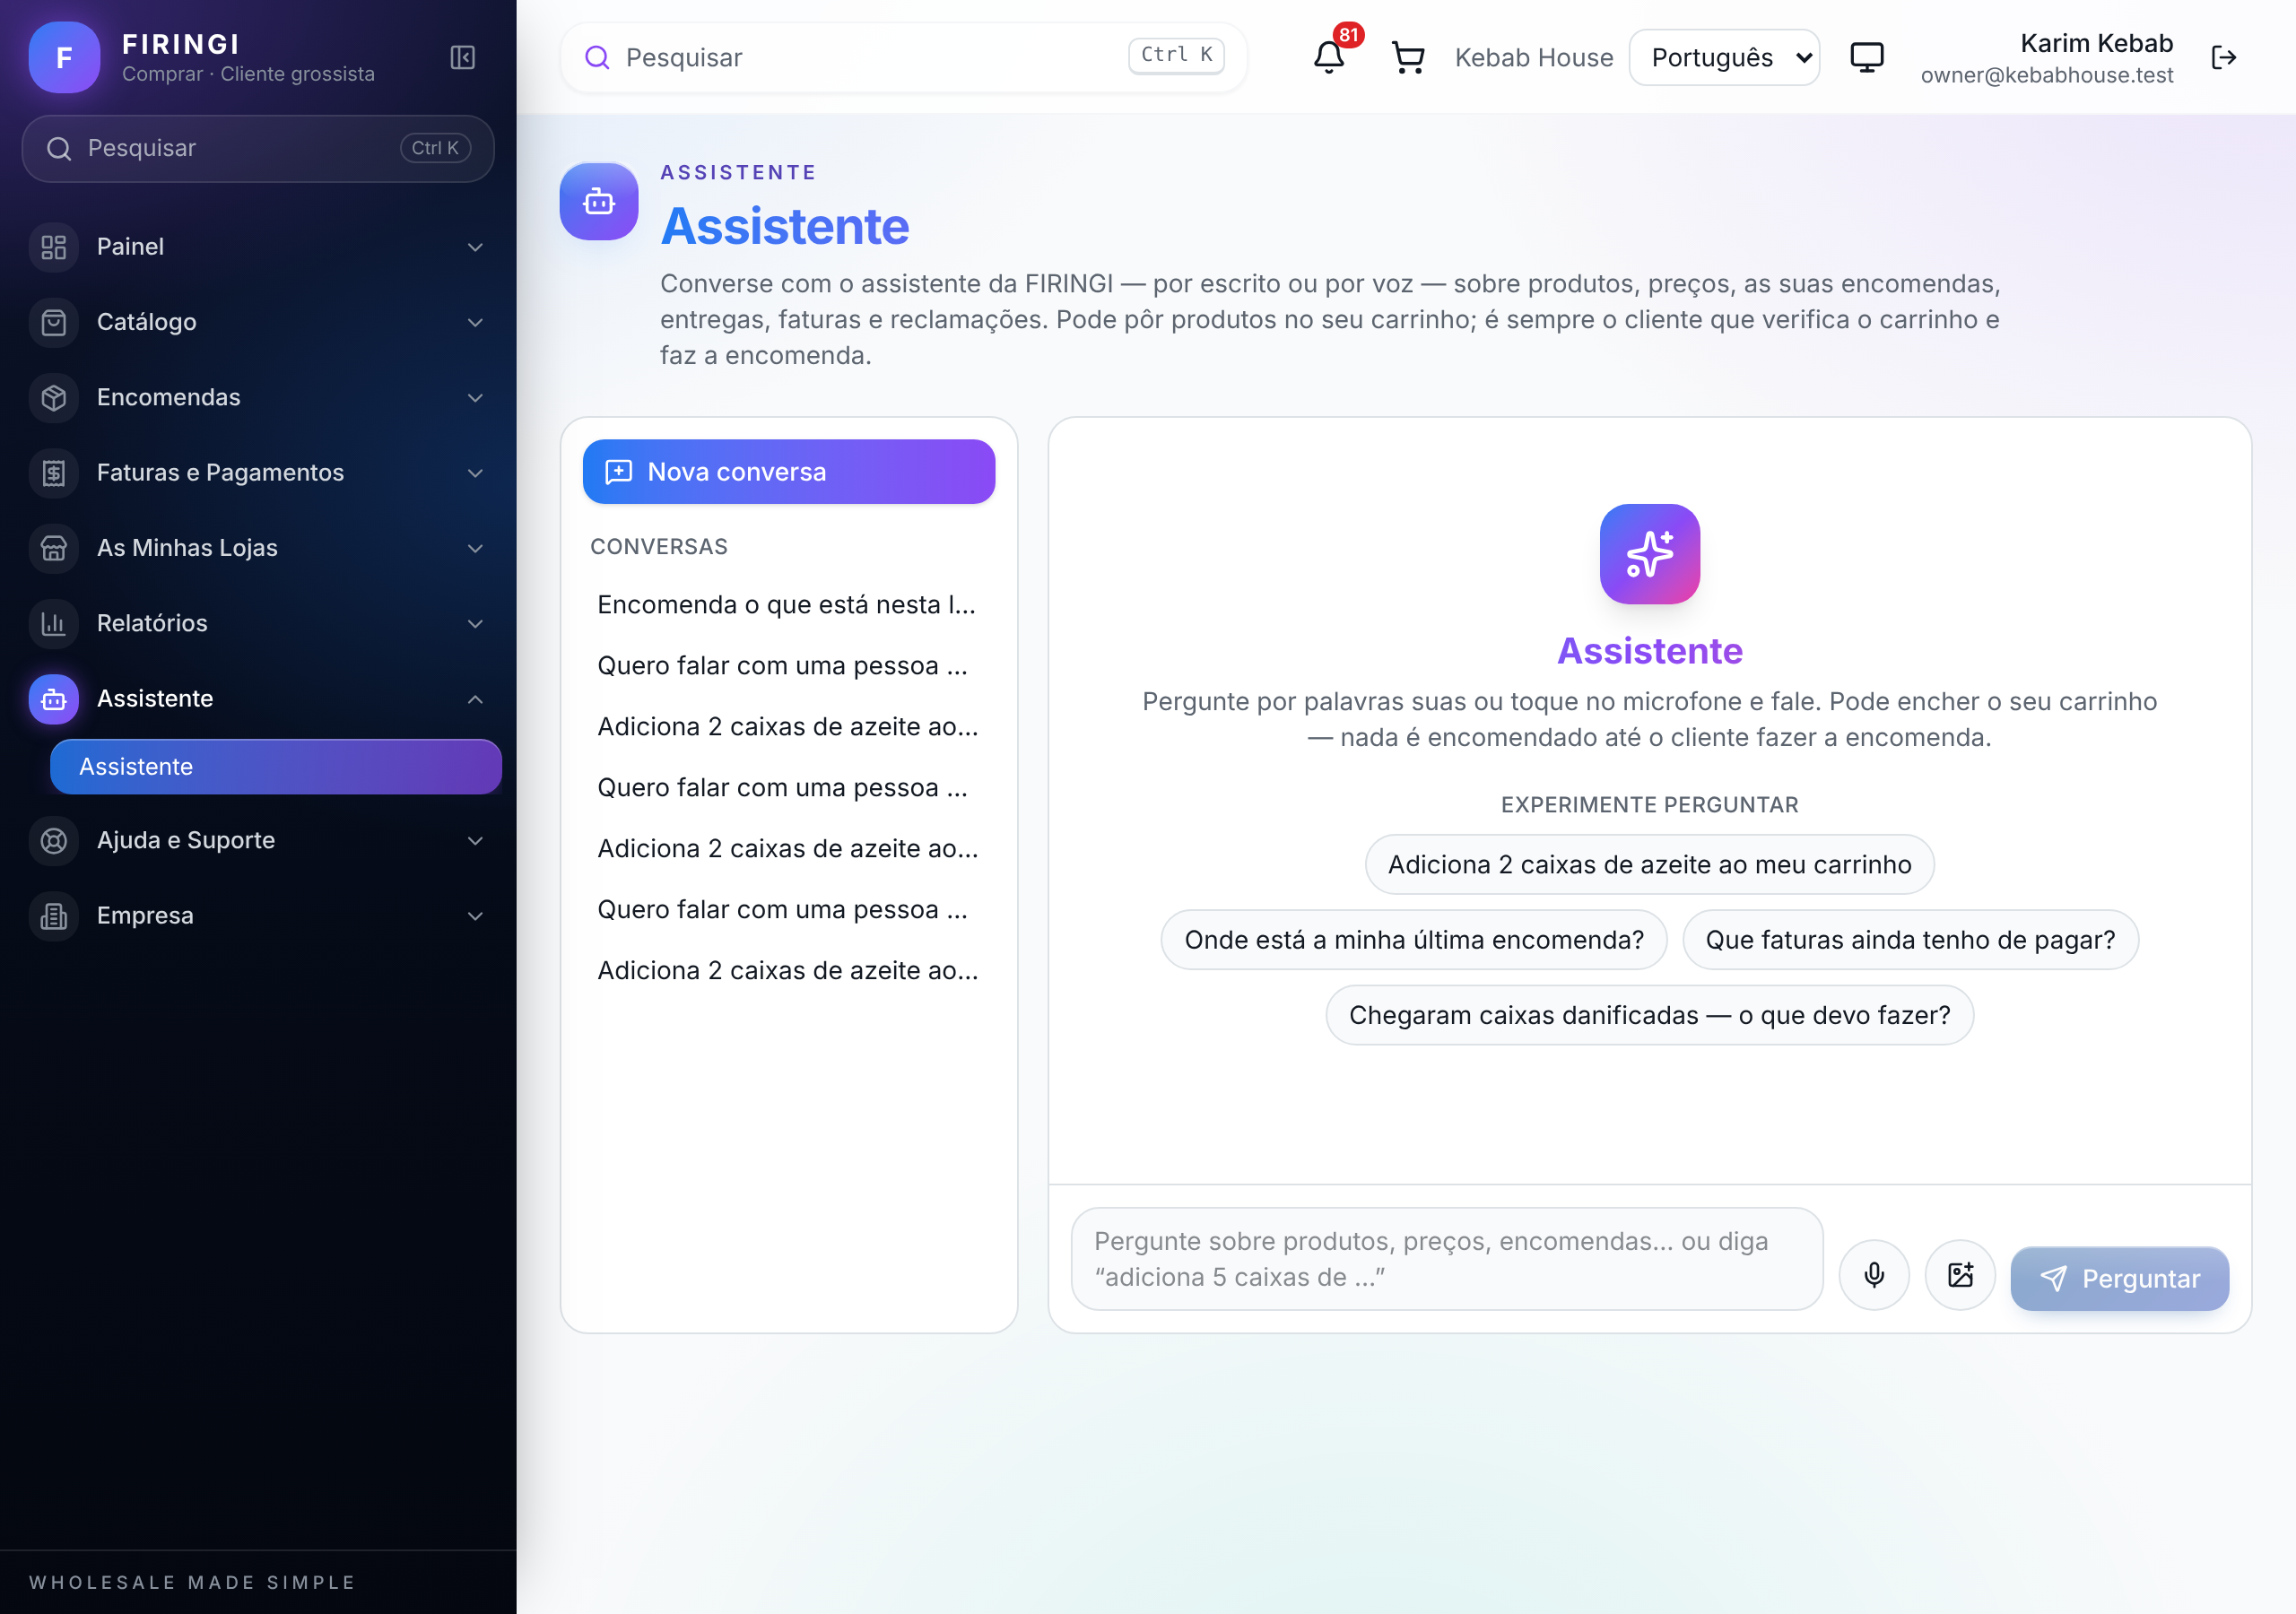 F
FIRINGI
Comprar · Cliente grossista
Pesquisar
Ctrl K
Painel
Catálogo
Encomendas
Faturas e Pagamentos
As Minhas Lojas
Relatórios
Assistente
Assistente
Ajuda e Suporte
Empresa
WHOLESALE MADE SIMPLE
Pesquisar
Ctrl K
81
Kebab House
Português
Karim Kebab
owner@kebabhouse.test
ASSISTENTE
Assistente
Converse com o assistente da FIRINGI — por escrito ou por voz — sobre produtos, preços, as suas encomendas,
entregas, faturas e reclamações. Pode pôr produtos no seu carrinho; é sempre o cliente que verifica o carrinho e
faz a encomenda.
Nova conversa
CONVERSAS
Encomenda o que está nesta l...
Quero falar com uma pessoa ...
Adiciona 2 caixas de azeite ao...
Quero falar com uma pessoa ...
Adiciona 2 caixas de azeite ao...
Quero falar com uma pessoa ...
Adiciona 2 caixas de azeite ao...
Assistente
Pergunte por palavras suas ou toque no microfone e fale. Pode encher o seu carrinho
— nada é encomendado até o cliente fazer a encomenda.
EXPERIMENTE PERGUNTAR
Adiciona 2 caixas de azeite ao meu carrinho
Onde está a minha última encomenda?
Que faturas ainda tenho de pagar?
Chegaram caixas danificadas — o que devo fazer?
Pergunte sobre produtos, preços, encomendas... ou diga
“adiciona 5 caixas de ...”
Perguntar